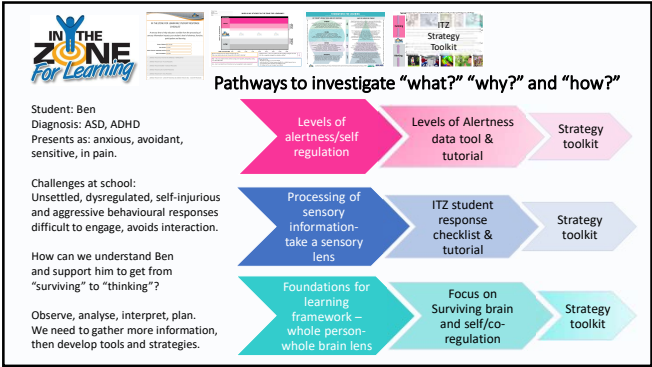 IN THE
ZONE
For Learning
ITZ
Strategy
Toolkit
Pathways to investigate “what?” “why?” and “how?”
Student: Ben
Diagnosis: ASD, ADHD
Presents as: anxious, avoidant,
sensitive, in pain.
Challenges at school:
Unsettled, dysregulated, self-injurious
and aggressive behavioural responses
difficult to engage, avoids interaction.
How can we understand Ben
and support him to get from
“surviving” to “thinking”?
Observe, analyse, interpret, plan.
We need to gather more information,
then develop tools and strategies.
Levels of
alertness/self
regulation
Levels of Alertness
data tool &
tutorial
Strategy
toolkit
Processing of
sensory
information-
take a sensory
lens
ITZ student
response
checklist &
tutorial
Strategy
toolkit
Foundations for
learning
framework –
whole person-
whole brain lens
Focus on
Surviving brain
and self/co-
regulation
Strategy
toolkit